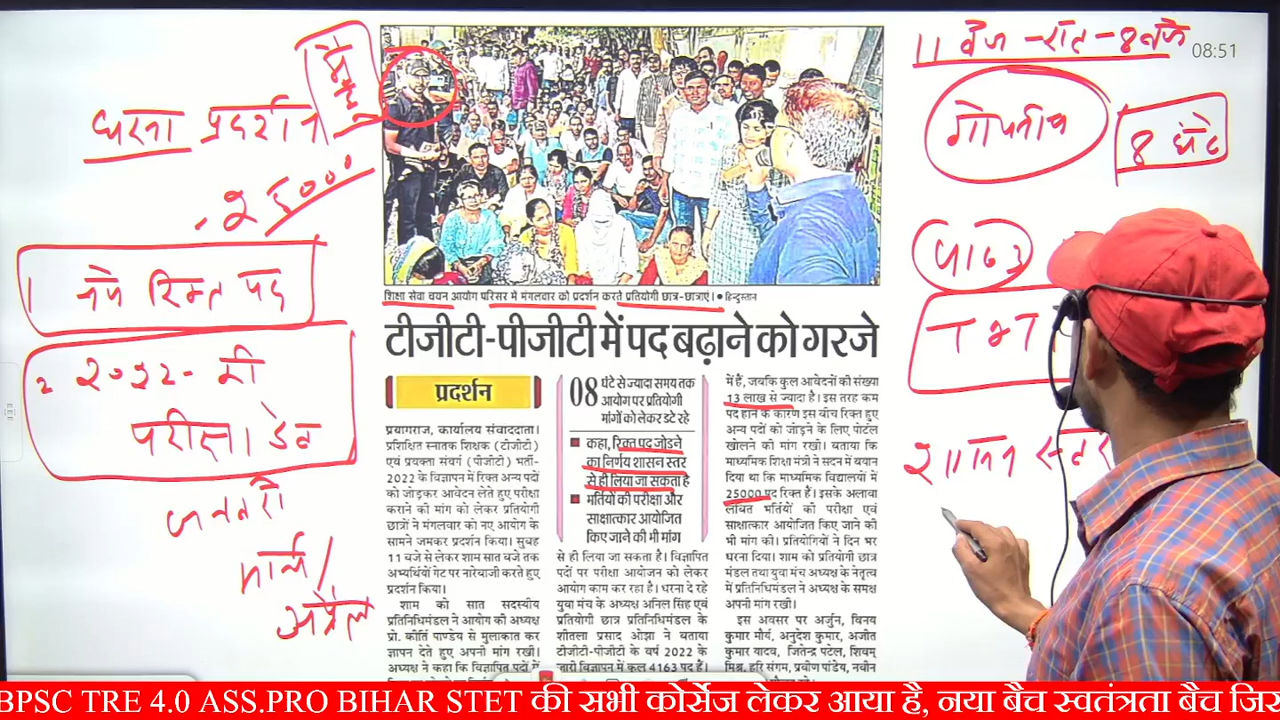 11 बजे - रात - 8 बजे
08:51
धरना प्रदर्शन
- 25000
1 नये रिक्त पद
2 2022 - की
परीक्षा डेट
जनवरी
मार्च /
अप्रैल
शिक्षा सेवा चयन आयोग परिसर में मंगलवार को प्रदर्शन करते प्रतियोगी छात्र-छात्राएं। ● हिन्दुस्तान
टीजीटी-पीजीटी में पद बढ़ाने को गरजे
प्रदर्शन
प्रयागराज, कार्यालय संवाददाता।
प्रशिक्षित स्नातक शिक्षक (टीजीटी)
एवं प्रवक्ता संवर्ग (पीजीटी) भर्ती-
2022 के विज्ञापन में रिक्त अन्य पदों
को जोड़कर आवेदन लेते हुए परीक्षा
कराने की मांग को लेकर प्रतियोगी
छात्रों ने मंगलवार को नए आयोग के
सामने जमकर प्रदर्शन किया। सुबह
11 बजे से लेकर शाम सात बजे तक
अभ्यर्थियों गेट पर नारेबाजी करते हुए
प्रदर्शन किया।
शाम को सात सदस्यीय
प्रतिनिधिमंडल ने आयोग की अध्यक्ष
प्रो. कीर्ति पाण्डेय से मुलाकात कर
ज्ञापन देते हुए अपनी मांग रखी।
अध्यक्ष ने कहा कि विज्ञापित पदों में
08 घंटे से ज्यादा समय तक
आयोग पर प्रतियोगी
मांगों को लेकर डटे रहे
कहा, रिक्त पद जोड़ने
का निर्णय शासन स्तर
से ही लिया जा सकता है
भर्तियों की परीक्षा और
साक्षात्कार आयोजित
किए जाने की भी मांग
से ही लिया जा सकता है। विज्ञापित
पदों पर परीक्षा आयोजन को लेकर
आयोग काम कर रहा है। धरना दे रहे
युवा मंच के अध्यक्ष अनिल सिंह एवं
प्रतियोगी छात्र प्रतिनिधिमंडल के
शीतला प्रसाद ओझा ने बताया
टीजीटी-पीजीटी के वर्ष 2022 के
जारी विज्ञापन में कुल 4163 पद है।
में है, जबकि कुल आवेदनों की संख्या
13 लाख से ज्यादा है। इस तरह कम
पद होने के कारण इस बीच रिक्त हुए
अन्य पदों को जोड़ने के लिए पोर्टल
खोलने की मांग रखी। बताया कि
माध्यमिक शिक्षा मंत्री ने सदन में बयान
दिया था कि माध्यमिक विद्यालयों में
25000 पद रिक्त हैं। इसके अलावा
लंबित भर्तियों की परीक्षा एवं
साक्षात्कार आयोजित किए जाने की
भी मांग की। प्रतियोगियों ने दिन भर
धरना दिया। शाम को प्रतियोगी छात्र
मंडल तथा युवा मंच अध्यक्ष के नेतृत्व
में प्रतिनिधिमंडल ने अध्यक्ष के समक्ष
अपनी मांग रखी।
इस अवसर पर अर्जुन, विनय
कुमार मौर्य, अनुदेश कुमार, अजीत
कुमार यादव, जितेन्द्र पटेल, शिवम्
मिश्र, हरि संगम, प्रवीण पांडेय, नवीन
8 घंटे
शासन स्तर
BPSC TRE 4.0 ASS.PRO BIHAR STET की सभी कोर्सेज लेकर आया है, नया बैच स्वतंत्रता बैच जिस